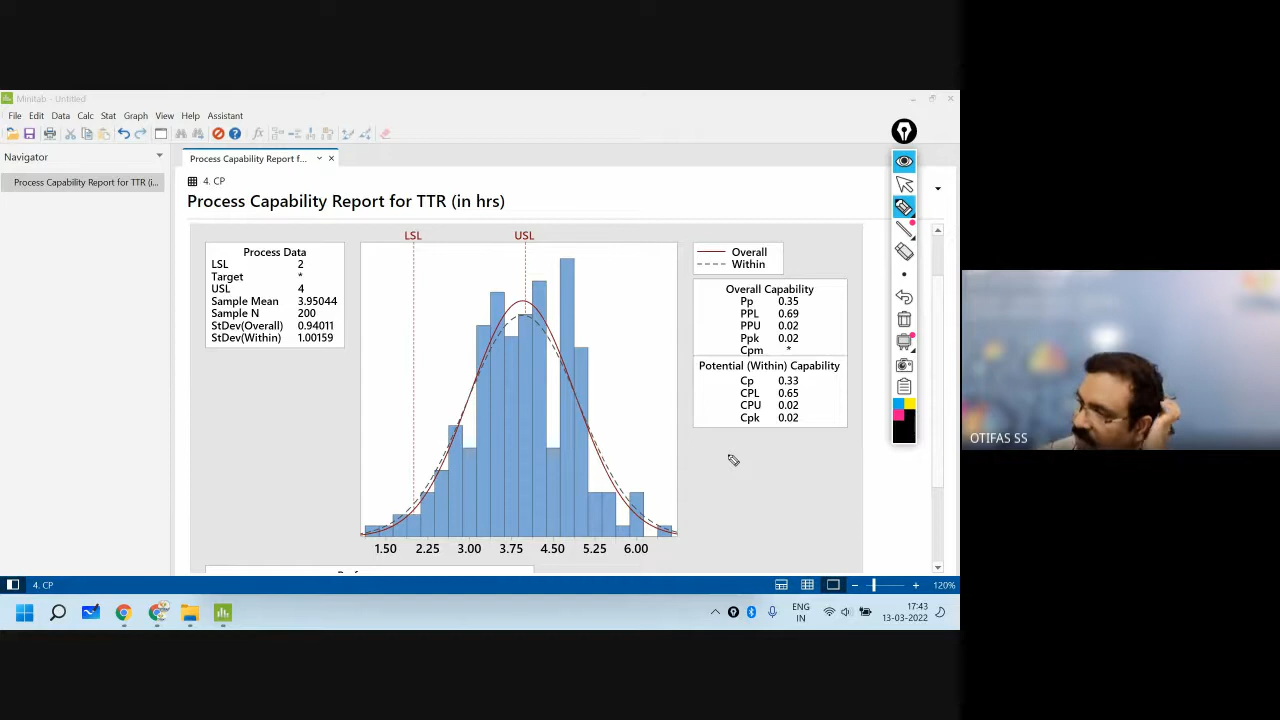 Minitab - Untitled
File Edit Data Calc Stat Graph View Help Assistant
Navigator
Process Capability Report f...
Process Capability Report for TTR (i...
4. CP
Process Capability Report for TTR (in hrs)
LSL USL
Process Data
LSL 2
Target *
USL 4
Sample Mean 3.95044
Sample N 200
StDev(Overall) 0.94011
StDev(Within) 1.00159
Overall
Within
Overall Capability
Pp 0.35
PPL 0.69
PPU 0.02
Ppk 0.02
Cpm *
Potential (Within) Capability
Cp 0.33
CPL 0.65
CPU 0.02
Cpk 0.02
1.50 2.25 3.00 3.75 4.50 5.25 6.00
OTIFAS SS
4. CP
120%
ENG
IN
17:43
13-03-2022